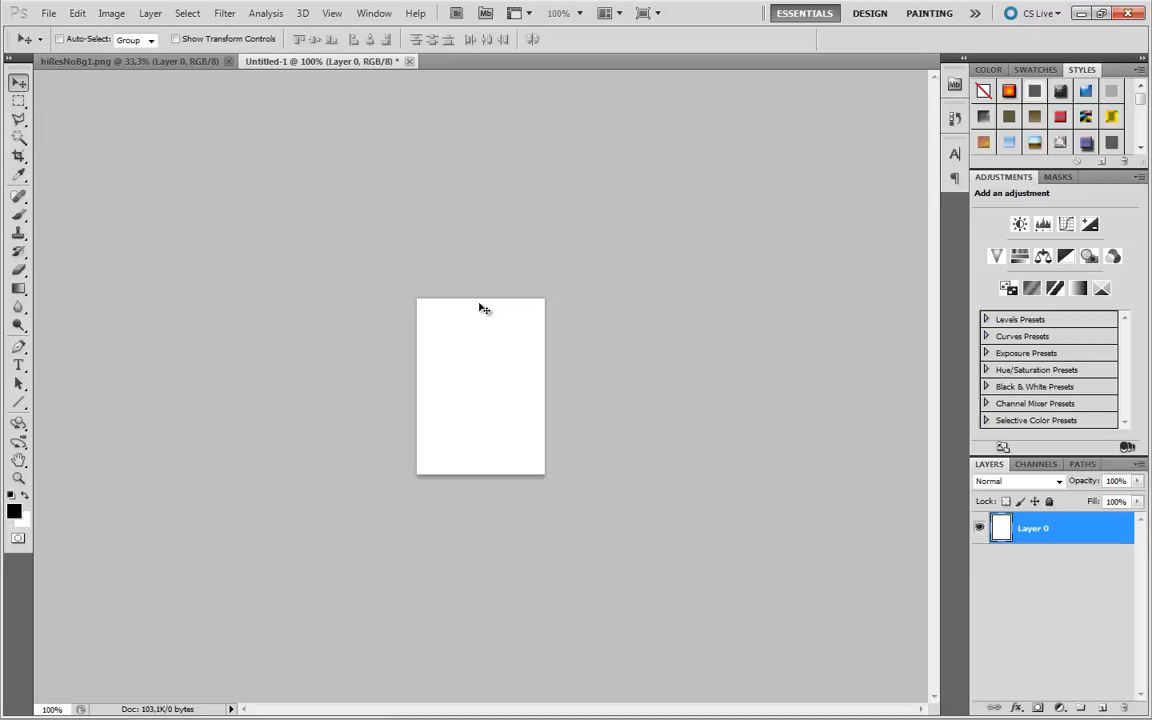 Ps File Edit Image Layer Select Filter Analysis 3D View Window Help Br Mb 100% ESSENTIALS DESIGN PAINTING CS Live
Auto-Select: Group Show Transform Controls
hiResNoBg1.png @ 33,3% (Layer 0, RGB/8) Untitled-1 @ 100% (Layer 0, RGB/8) *
COLOR SWATCHES STYLES
Mb
ADJUSTMENTS MASKS
Add an adjustment
Levels Presets
Curves Presets
Exposure Presets
Hue/Saturation Presets
Black & White Presets
Channel Mixer Presets
Selective Color Presets
LAYERS CHANNELS PATHS
Normal Opacity: 100%
Lock: Fill: 100%
Layer 0
100% Doc: 103,1K/0 bytes